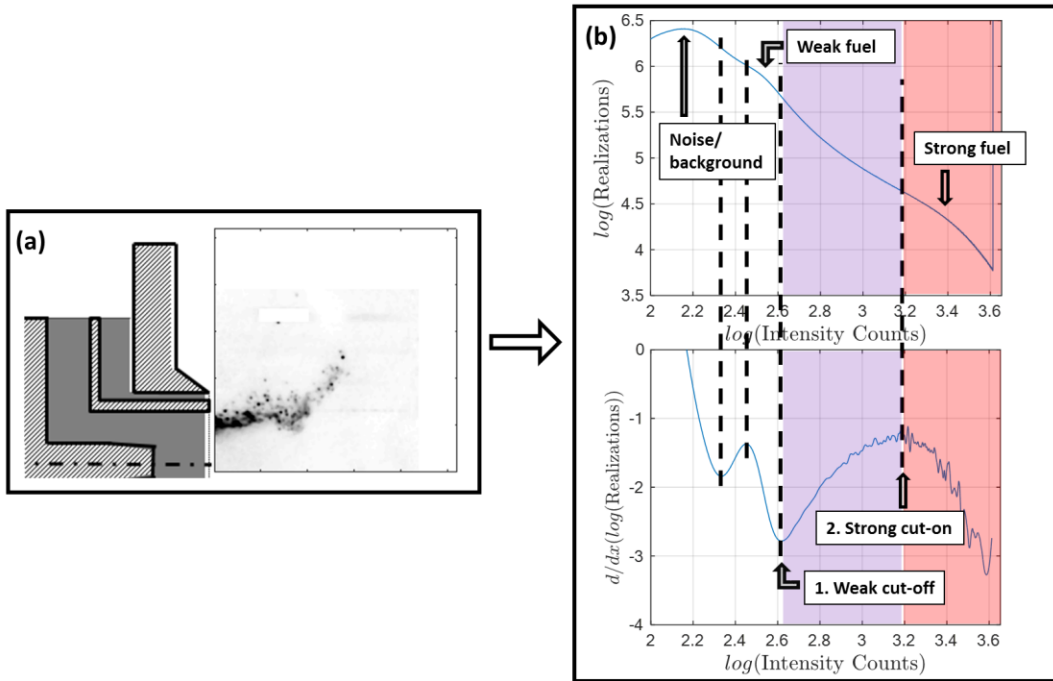 (a)
(b)
6.5
6
5.5
5
4.5
4
3.5
log(Realizations)
Weak fuel
Noise/
background
Strong fuel
2 2.2 2.4 2.6 2.8 3 3.2 3.4 3.6
log(Intensity Counts)
0
-1
-2
-3
-4
d/dx(log(Realizations))
2. Strong cut-on
1. Weak cut-off
2 2.2 2.4 2.6 2.8 3 3.2 3.4 3.6
log(Intensity Counts)